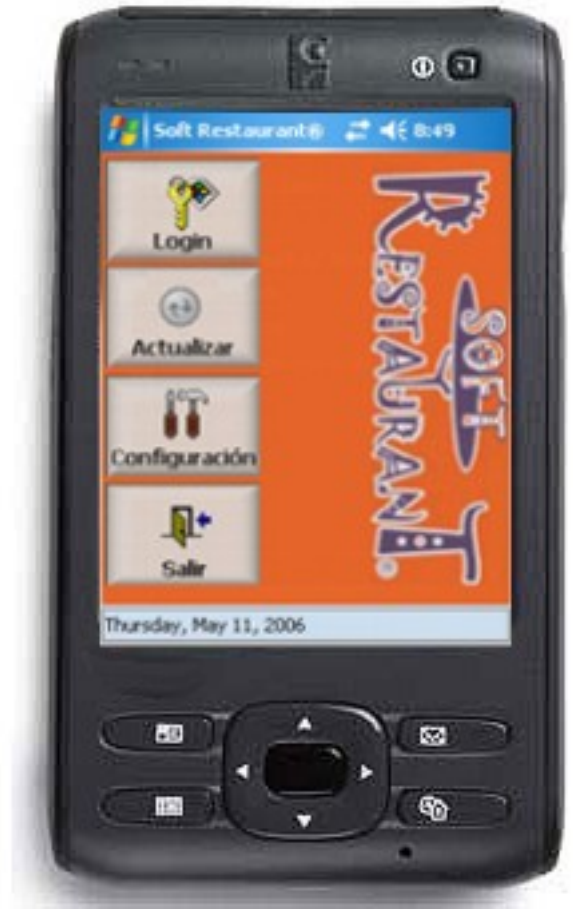 Soft Restaurant® 8:49
Login
Actualizar
Configuración
Salir
SOFT
RESTAURANT®
Thursday, May 11, 2006